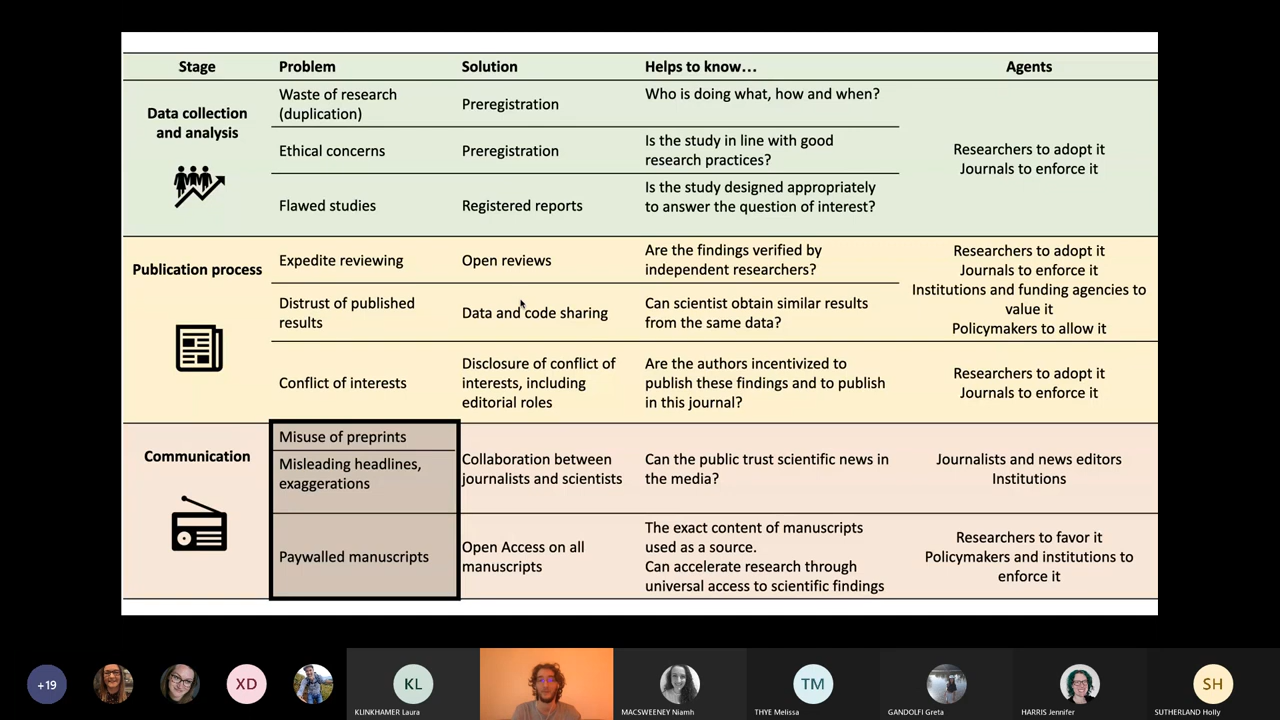 Stage Problem Solution Helps to know… Agents
Data collection
and analysis
Waste of research
(duplication)
Preregistration
Who is doing what, how and when?
Ethical concerns
Preregistration
Is the study in line with good
research practices?
Flawed studies
Registered reports
Is the study designed appropriately
to answer the question of interest?
Researchers to adopt it
Journals to enforce it
Publication process
Expedite reviewing
Open reviews
Are the findings verified by
independent researchers?
Distrust of published
results
Data and code sharing
Can scientist obtain similar results
from the same data?
Researchers to adopt it
Journals to enforce it
Institutions and funding agencies to
value it
Policymakers to allow it
Conflict of interests
Disclosure of conflict of
interests, including
editorial roles
Are the authors incentivized to
publish these findings and to publish
in this journal?
Researchers to adopt it
Journals to enforce it
Communication
Misuse of preprints
Misleading headlines,
exaggerations
Collaboration between
journalists and scientists
Can the public trust scientific news in
the media?
Journalists and news editors
Institutions
Paywalled manuscripts
Open Access on all
manuscripts
The exact content of manuscripts
used as a source.
Can accelerate research through
universal access to scientific findings
Researchers to favor it
Policymakers and institutions to
enforce it
+19
XD
KL
TM
SH
KLINKHAMER Laura
MACSWEENEY Niamh
THYE Melissa
GANDOLFI Greta
HARRIS Jennifer
SUTHERLAND Holly